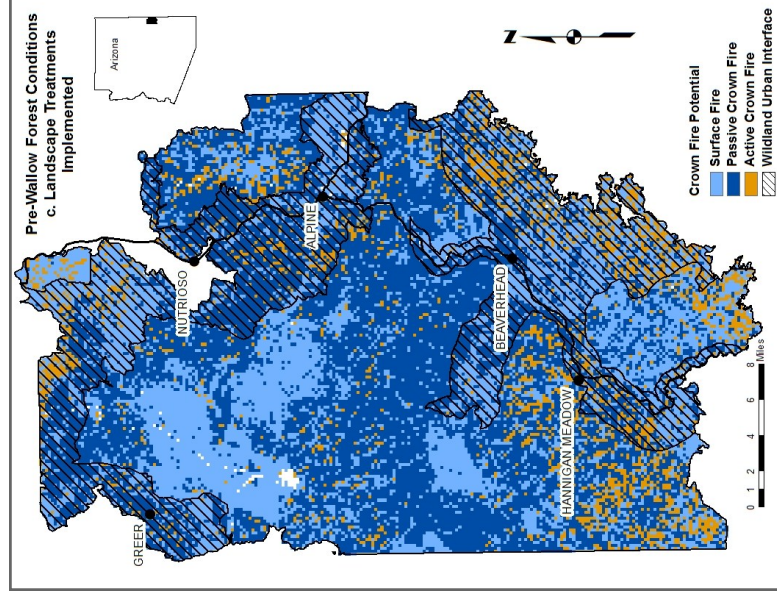 Pre-Wallow Forest Conditions
c. Landscape Treatments
Implemented
Arizona
N
GREER
NUTRIOSO
ALPINE
BEAVERHEAD
HANNIGAN MEADOW
Crown Fire Potential
Surface Fire
Passive Crown Fire
Active Crown Fire
Wildland Urban Interface
0 1 2 4 6 8
Miles